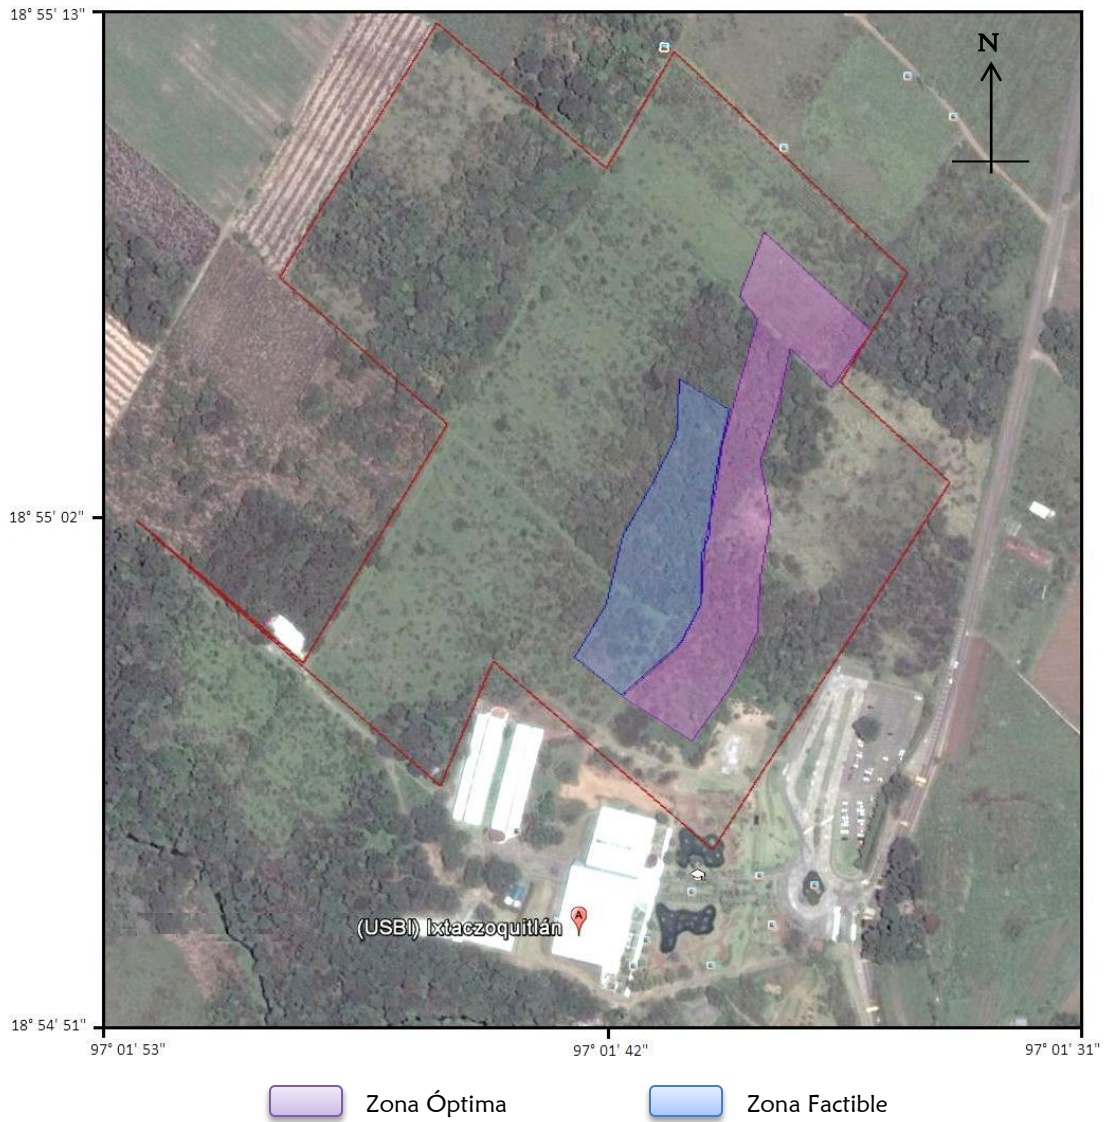 18° 55' 13"
N
18° 55' 02"
(USBI) Ixtaczoquitlán
A
18° 54' 51"
97° 01' 53"
97° 01' 42"
97° 01' 31"
Zona Óptima
Zona Factible